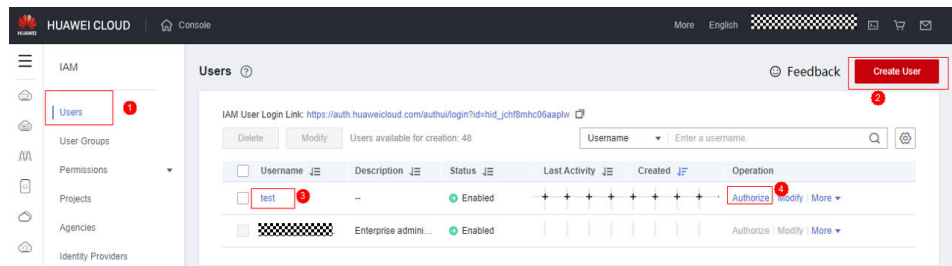 HUAWEI
HUAWEI CLOUD
Console
More
English
IAM
Users
Feedback
Create User
2
Users
1
User Groups
Permissions
Projects
Agencies
Identity Providers
IAM User Login Link: https://auth.huaweicloud.com/authui/login?id=hid_jchf8mhc06aaplw
Delete
Modify
Users available for creation: 48
Username
Enter a username.
Username
Description
Status
Last Activity
Created
Operation
test
3
--
Enabled
4
Authorize | Modify | More
Enterprise admini...
Enabled
Authorize | Modify | More